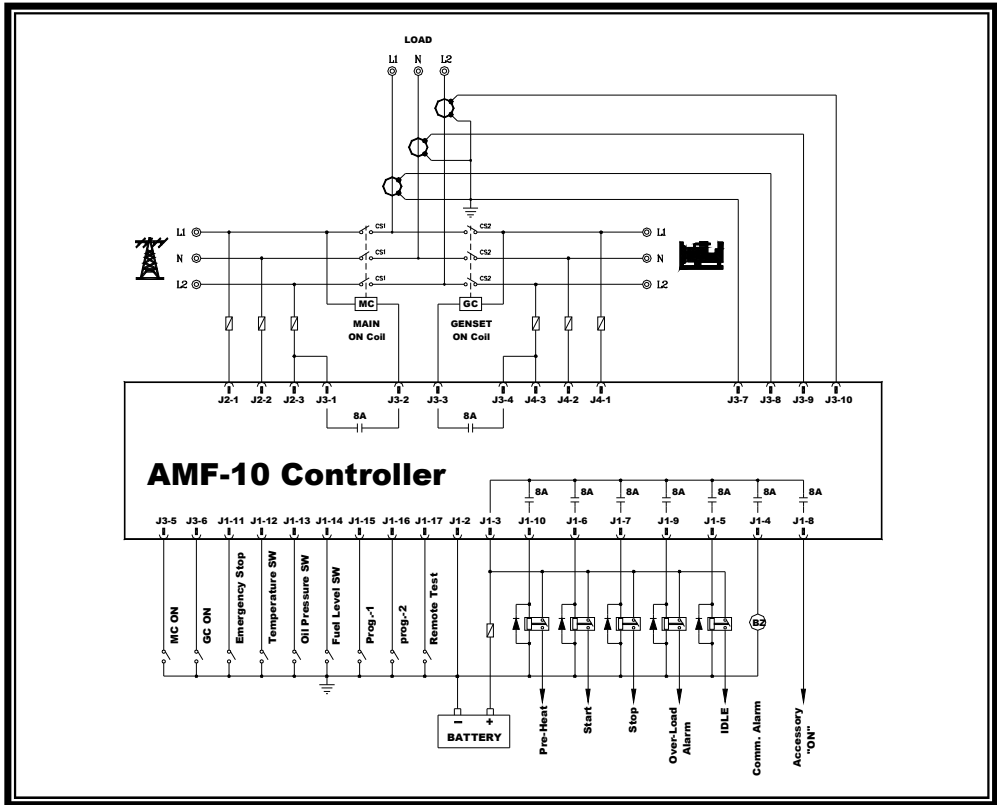 LOAD
L1 N L2
L1 CS1 CS2 L1
N CS1 CS2 N
L2 CS1 CS2 L2
MC GC
MAIN
ON Coil
GENSET
ON Coil
J2-1 J2-2 J2-3 J3-1 J3-2 J3-3 J3-4 J4-3 J4-2 J4-1 J3-7 J3-8 J3-9 J3-10
8A 8A
AMF-10 Controller
8A 8A 8A 8A 8A 8A 8A
J3-5 J3-6 J1-11 J1-12 J1-13 J1-14 J1-15 J1-16 J1-17 J1-2 J1-3 J1-10 J1-6 J1-7 J1-9 J1-5 J1-4 J1-8
MC ON
GC ON
Emergency Stop
Temperature SW
Oil Pressure SW
Fuel Level SW
Prog.-1
prog.-2
Remote Test
BZ
− +
BATTERY
Pre-Heat
Start
Stop
Over-Load
Alarm
IDLE
Comm. Alarm
Accessory
"ON"